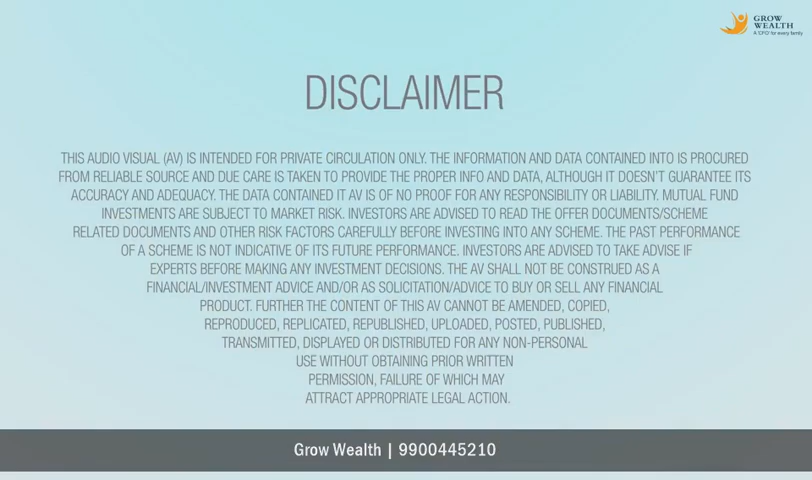 GROW
WEALTH
A 'CFO' for every family
DISCLAIMER
THIS AUDIO VISUAL (AV) IS INTENDED FOR PRIVATE CIRCULATION ONLY. THE INFORMATION AND DATA CONTAINED INTO IS PROCURED
FROM RELIABLE SOURCE AND DUE CARE IS TAKEN TO PROVIDE THE PROPER INFO AND DATA, ALTHOUGH IT DOESN'T GUARANTEE ITS
ACCURACY AND ADEQUACY. THE DATA CONTAINED IT AV IS OF NO PROOF FOR ANY RESPONSIBILITY OR LIABILITY. MUTUAL FUND
INVESTMENTS ARE SUBJECT TO MARKET RISK. INVESTORS ARE ADVISED TO READ THE OFFER DOCUMENTS/SCHEME
RELATED DOCUMENTS AND OTHER RISK FACTORS CAREFULLY BEFORE INVESTING INTO ANY SCHEME. THE PAST PERFORMANCE
OF A SCHEME IS NOT INDICATIVE OF ITS FUTURE PERFORMANCE. INVESTORS ARE ADVISED TO TAKE ADVISE IF
EXPERTS BEFORE MAKING ANY INVESTMENT DECISIONS. THE AV SHALL NOT BE CONSTRUED AS A
FINANCIAL/INVESTMENT ADVICE AND/OR AS SOLICITATION/ADVICE TO BUY OR SELL ANY FINANCIAL
PRODUCT. FURTHER THE CONTENT OF THIS AV CANNOT BE AMENDED, COPIED,
REPRODUCED, REPLICATED, REPUBLISHED, UPLOADED, POSTED, PUBLISHED,
TRANSMITTED, DISPLAYED OR DISTRIBUTED FOR ANY NON-PERSONAL
USE WITHOUT OBTAINING PRIOR WRITTEN
PERMISSION, FAILURE OF WHICH MAY
ATTRACT APPROPRIATE LEGAL ACTION.
Grow Wealth | 9900445210